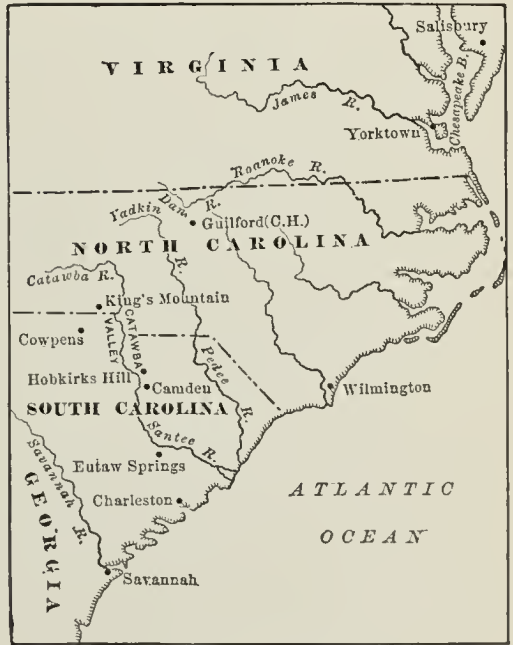 Salisbury
VIRGINIA
Chesapeake B.
James R.
Yorktown
Roanoke R.
Dan R.
Yadkin R.
Guilford(C.H.)
NORTH CAROLINA
Catawba R.
King's Mountain
Cowpens
CATAWBA
VALLEY
Pedee R.
Hobkirks Hill
Camden
Wilmington
SOUTH CAROLINA
Santee R.
Savannah R.
Eutaw Springs
GEORGIA
Charleston
ATLANTIC
OCEAN
Savannah